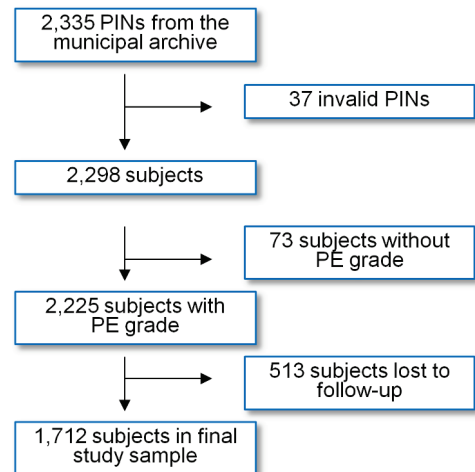 2,335 PINs from the
municipal archive
37 invalid PINs
2,298 subjects
73 subjects without
PE grade
2,225 subjects with
PE grade
513 subjects lost to
follow-up
1,712 subjects in final
study sample